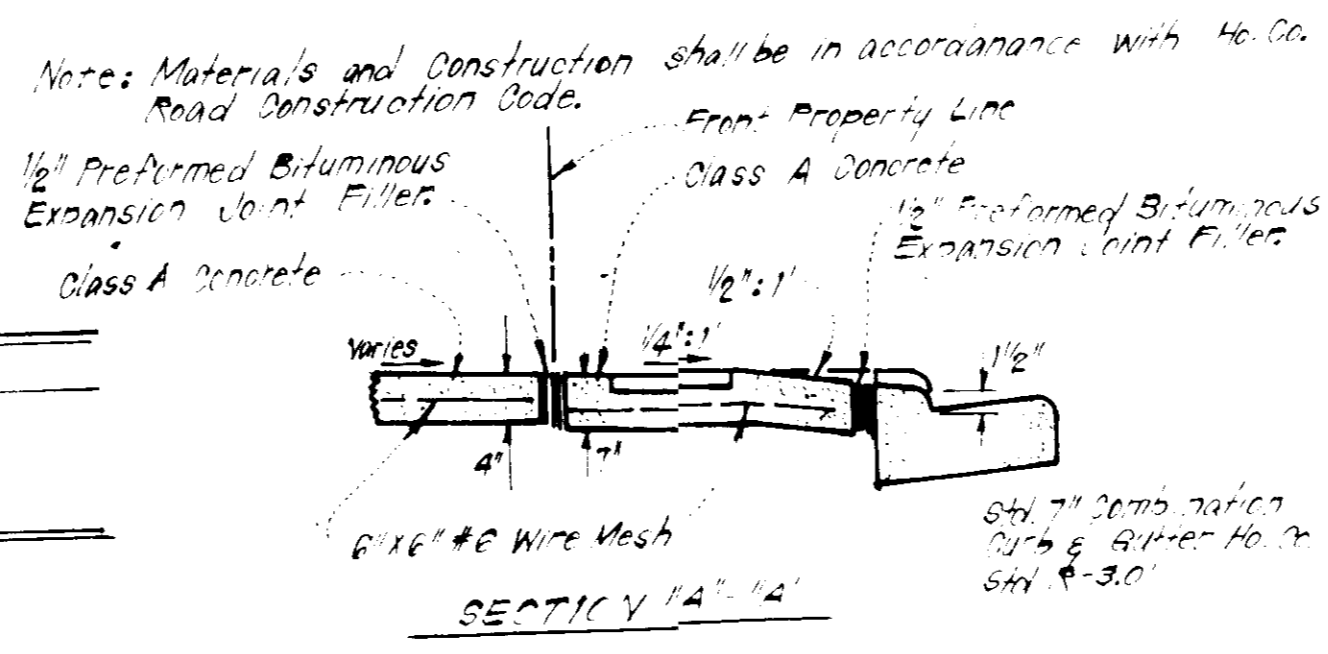 Note: Materials and Construction shall be in accordanance with Ho. Co.
Road Construction Code.
Front Property Line
1/2" Preformed Bituminous
Expansion Joint Filler.
Class A Concrete
1/2" Preformed Bituminous
Expansion Joint Filler.
Class A Concrete
1/2": 1'
Varies
1/4": 1'
1 1/2"
4"
7"
6"x6" #6 Wire Mesh
Std. 7" Combination
Curb & Gutter Ho. Co.
Std. R-3.01
SECTION "A"-"A"